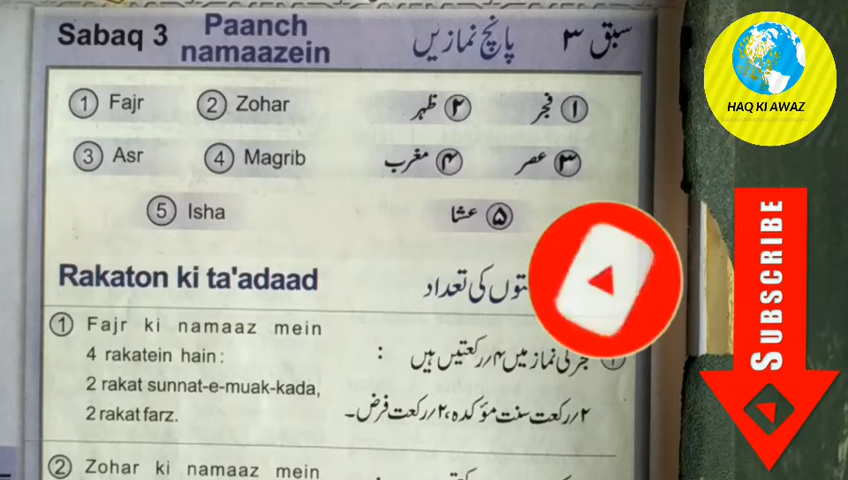 Sabaq 3
Paanch
namaazein
پانچ نمازیں
سبق ۳
① Fajr
② Zohar
۲ ظہر
۱ فجر
③ Asr
④ Magrib
۴ مغرب
۳ عصر
⑤ Isha
۵ عشا
Rakaton ki ta'adaad
کی تعداد
① Fajr ki namaaz mein
4 rakatein hain:
2 rakat sunnat-e-muak-kada,
2 rakat farz.
کی نماز میں ۴/رکعتیں ہیں :
۲/رکعت سنت مؤکدہ، ۲/رکعت فرض۔
② Zohar ki namaaz mein
HAQ KI AWAZ
SUBSCRIBE